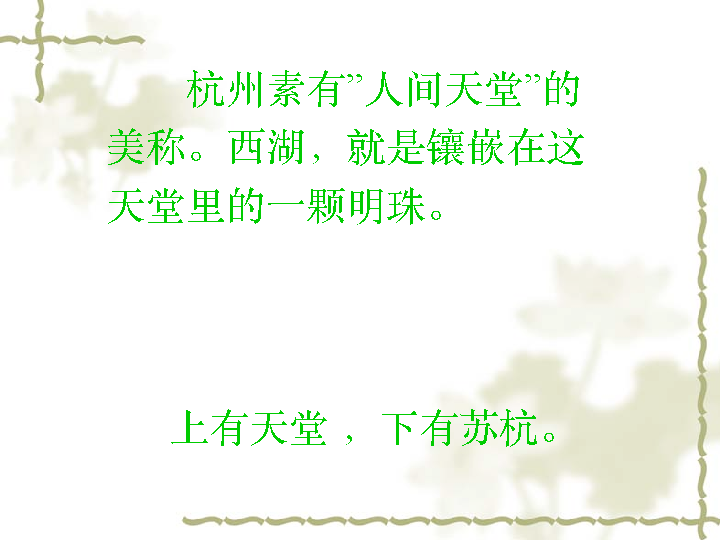 杭州素有”人间天堂”的
美称。西湖，就是镶嵌在这
天堂里的一颗明珠。
上有天堂 ，下有苏杭。